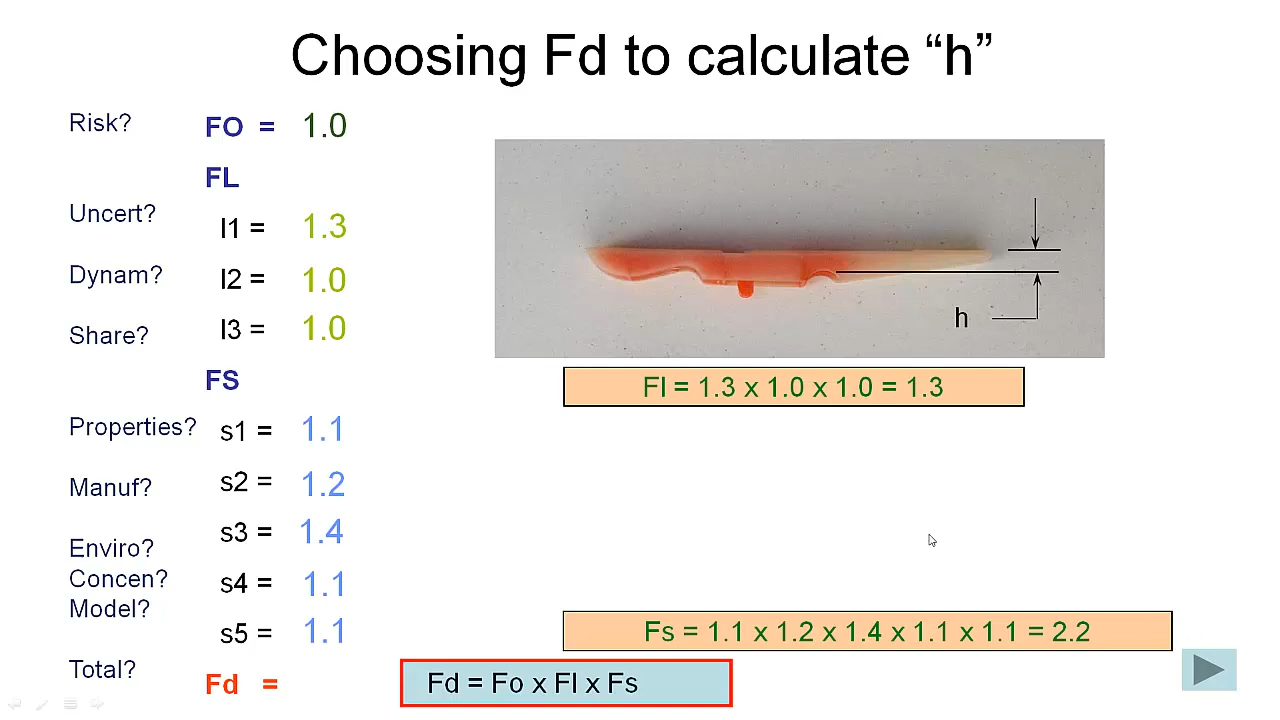 Choosing Fd to calculate “h”
Risk? FO = 1.0
FL
Uncert? l1 = 1.3
Dynam? l2 = 1.0
Share? l3 = 1.0
FS
Properties? s1 = 1.1
Manuf? s2 = 1.2
Enviro? s3 = 1.4
Concen? s4 = 1.1
Model? s5 = 1.1
Total? Fd =
h
Fl = 1.3 x 1.0 x 1.0 = 1.3
Fs = 1.1 x 1.2 x 1.4 x 1.1 x 1.1 = 2.2
Fd = Fo x Fl x Fs